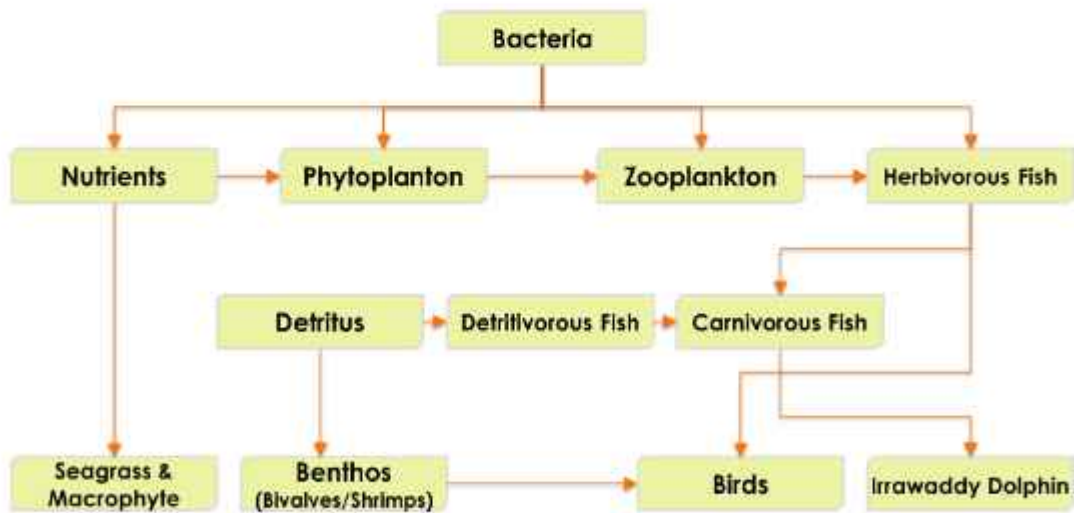 Bacteria
Nutrients
Phytoplanton
Zooplankton
Herbivorous Fish
Detritus
Detritivorous Fish
Carnivorous Fish
Seagrass &
Macrophyte
Benthos
(Bivalves/Shrimps)
Birds
Irrawaddy Dolphin